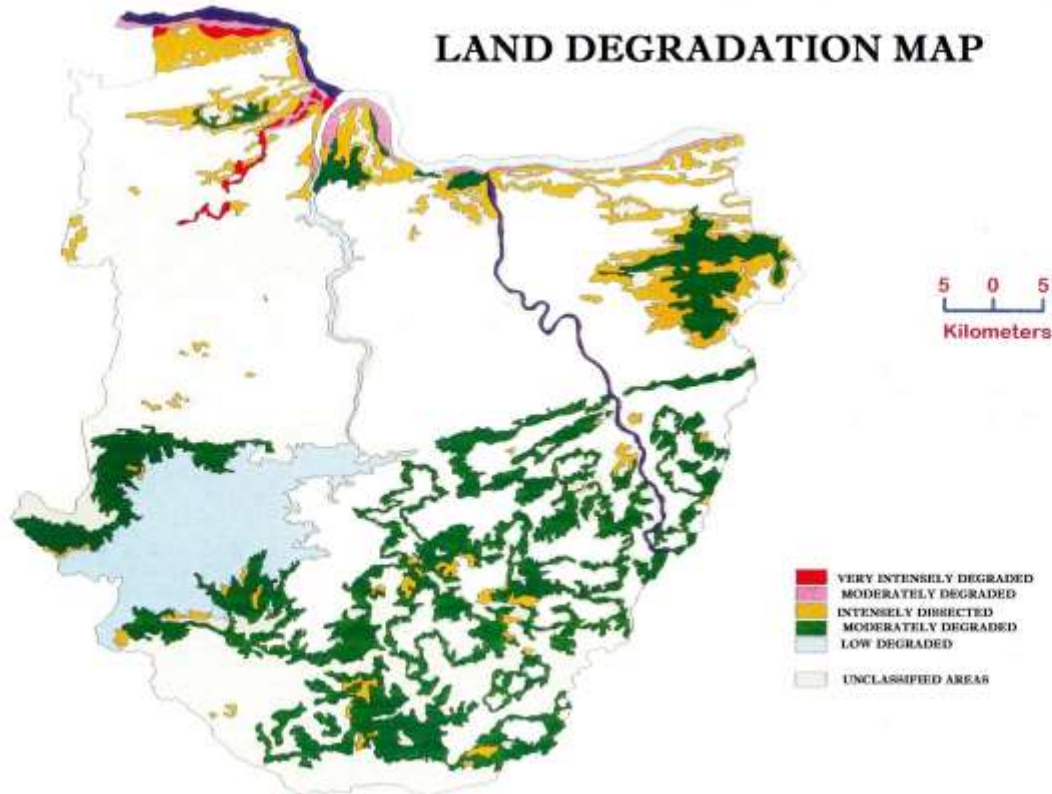 LAND DEGRADATION MAP
5 0 5
Kilometers
VERY INTENSELY DEGRADED
MODERATELY DEGRADED
INTENSELY DISSECTED
MODERATELY DEGRADED
LOW DEGRADED
UNCLASSIFIED AREAS